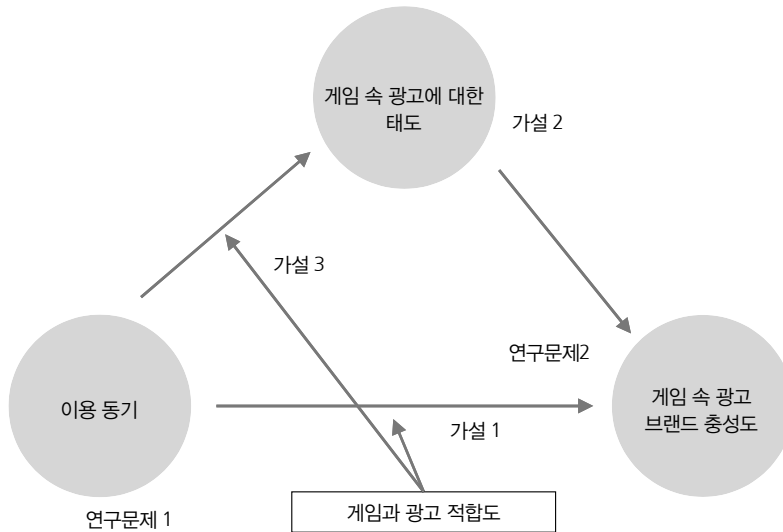 게임 속 광고에 대한
태도
가설 2
가설 3
연구문제2
이용 동기
게임 속 광고
브랜드 충성도
가설 1
연구문제 1
게임과 광고 적합도